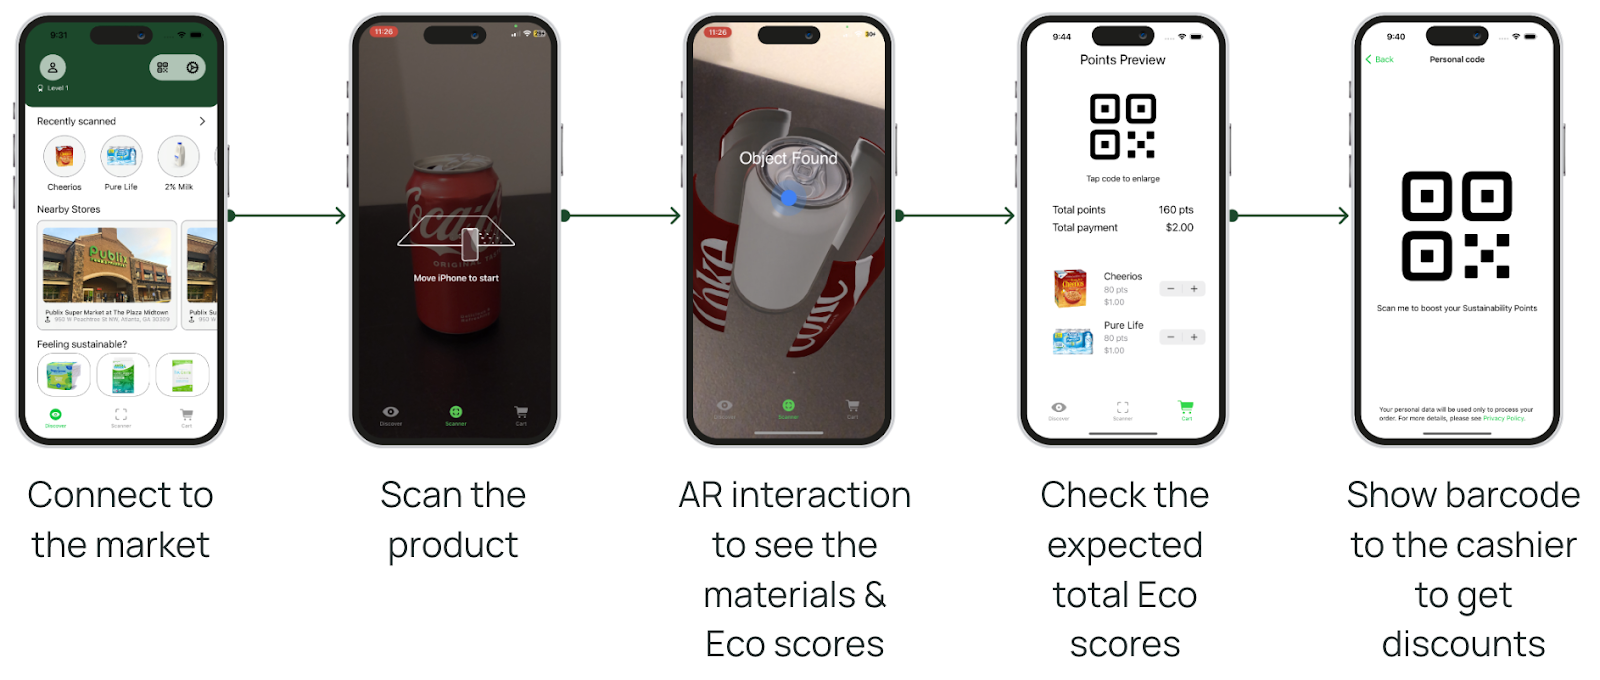 9:31
Level 1
Recently scanned
Cheerios
Pure Life
2% Milk
Nearby Stores
Publix
Publix Super Market at The Plaza Midtown
950 W Peachtree St NW, Atlanta, GA 30309
Publix Su
950 W
Feeling sustainable?
Discover
Scanner
Cart
Connect to
the market
11:26
ORIGINAL
Move iPhone to start
Discover
Scanner
Cart
Scan the
product
11:26
Object Found
Coke
Discover
Scanner
Cart
AR interaction
to see the
materials &
Eco scores
9:44
Points Preview
Tap code to enlarge
Total points 160 pts
Total payment $2.00
Cheerios
Cheerios
80 pts
$1.00
− +
Pure Life
80 pts
$1.00
− +
Discover
Scanner
Cart
Check the
expected
total Eco
scores
9:40
Back
Personal code
Scan me to boost your Sustainability Points
Your personal data will be used only to process your
order. For more details, please see Privacy Policy.
Show barcode
to the cashier
to get
discounts